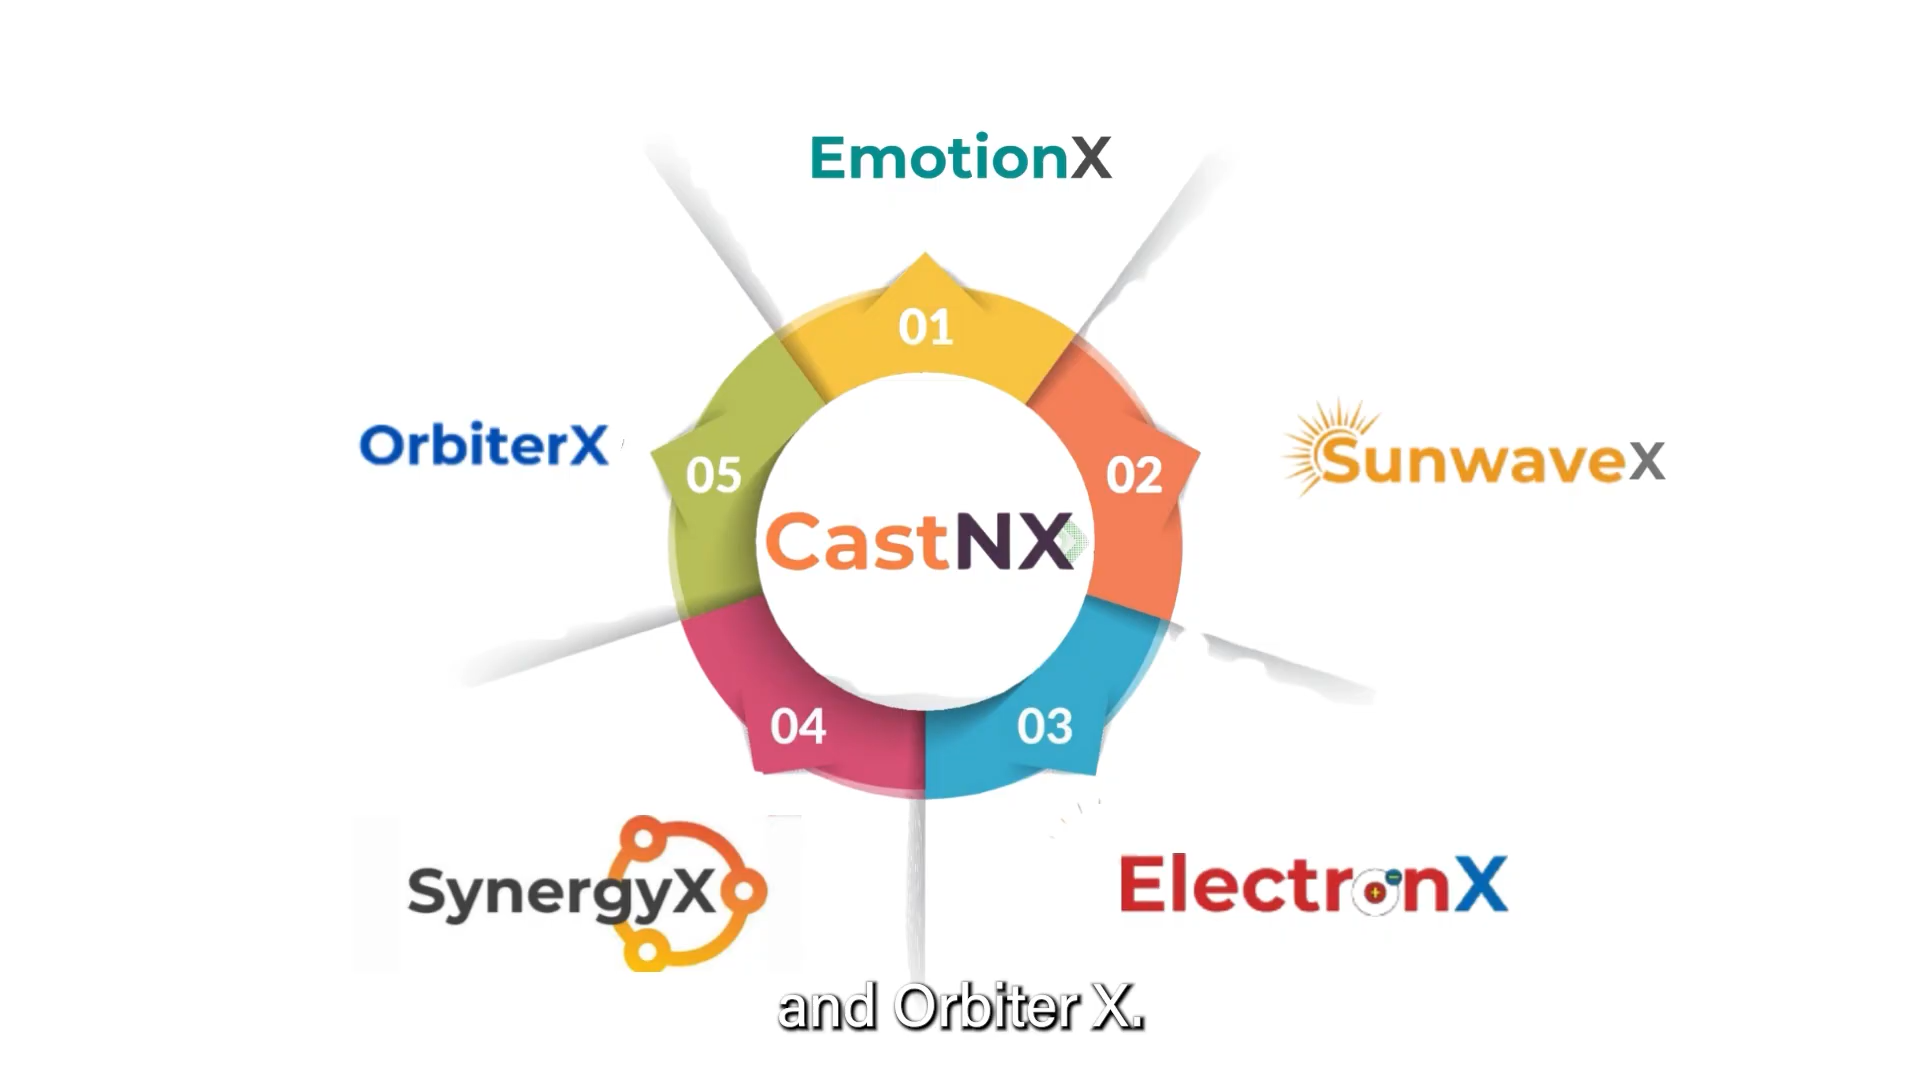 EmotionX
01
OrbiterX
05
02
SunwaveX
CastNX
04
03
SynergyX
ElectronX
and Orbiter X.